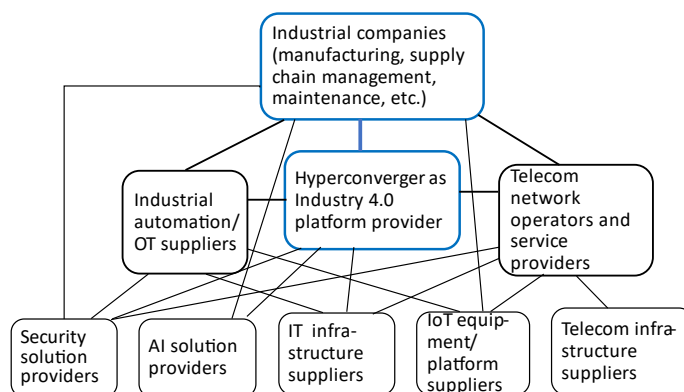 Industrial companies
(manufacturing, supply
chain management,
maintenance, etc.)
Industrial
automation/
OT suppliers
Hyperconverger as
Industry 4.0
platform provider
Telecom
network
operators and
service
providers
Security
solution
providers
AI solution
providers
IT infra-
structure
suppliers
IoT equip-
ment/
platform
suppliers
Telecom infra-
structure
suppliers